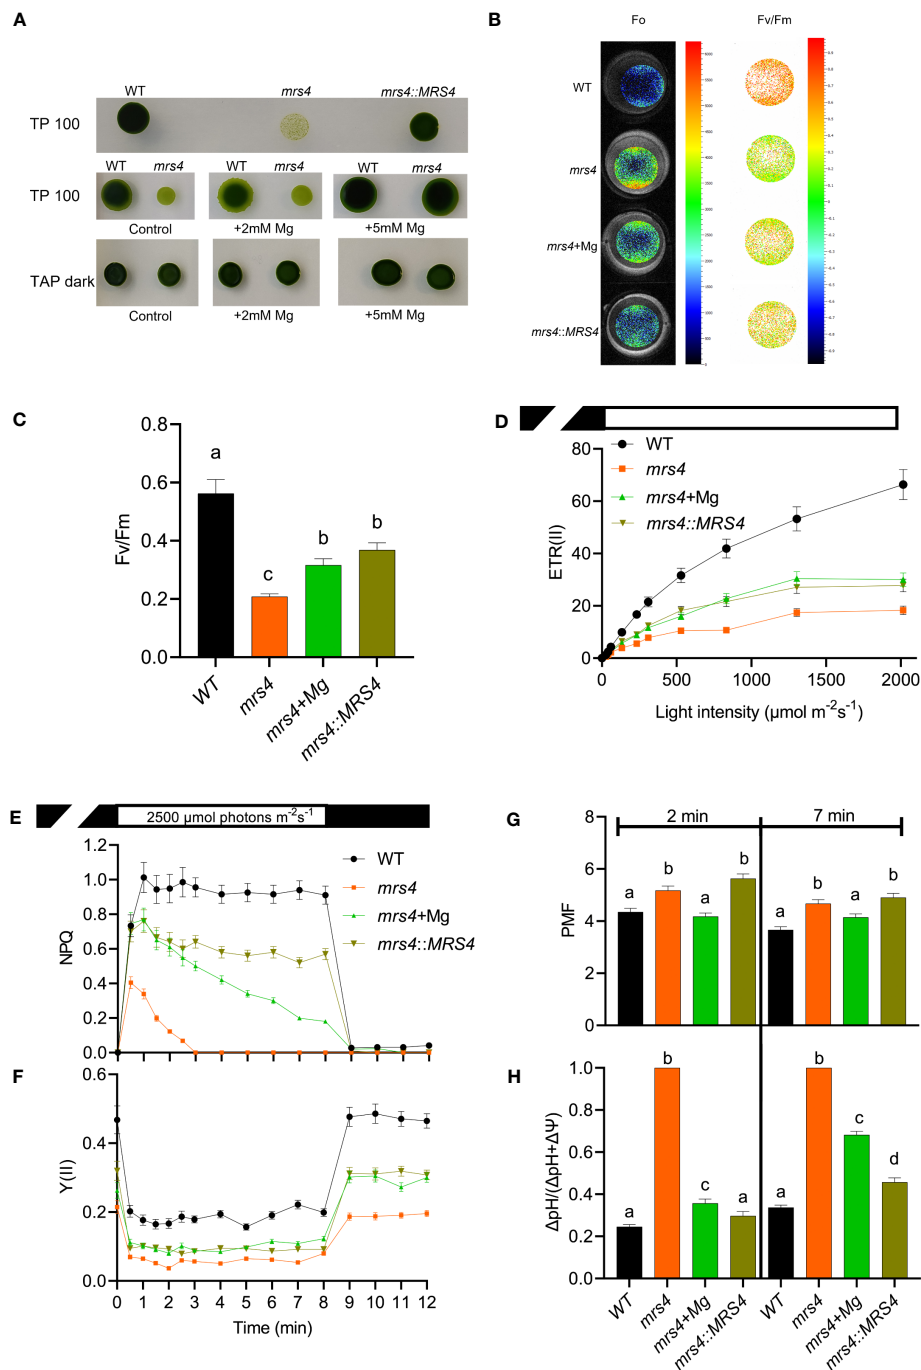 A
WT
mrs4
mrs4::MRS4
TP 100
WT
mrs4
WT
mrs4
WT
mrs4
TP 100
Control
+2mM Mg
+5mM Mg
TAP dark
Control
+2mM Mg
+5mM Mg
B
Fo
Fv/Fm
WT
mrs4
mrs4+Mg
mrs4::MRS4
C
0.8
0.6
0.4
0.2
0.0
Fv/Fm
a
c
b
b
WT
mrs4
mrs4+Mg
mrs4::MRS4
D
80
60
40
20
0
ETR(II)
WT
mrs4
mrs4+Mg
mrs4::MRS4
0
500
1000
1500
2000
Light intensity (µmol m⁻²s⁻¹)
E
2500 µmol photons m⁻²s⁻¹
1.2
1.0
0.8
0.6
0.4
0.2
0.0
NPQ
WT
mrs4
mrs4+Mg
mrs4::MRS4
F
0.6
0.4
0.2
0.0
Y(II)
0 1 2 3 4 5 6 7 8 9 10 11 12
Time (min)
G
2 min
7 min
8
6
4
2
0
PMF
a b a b a b a b
H
1.0
0.8
0.6
0.4
0.2
0.0
ΔpH/(ΔpH+ΔΨ)
a b c a a b c d
WT
mrs4
mrs4+Mg
mrs4::MRS4
WT
mrs4
mrs4+Mg
mrs4::MRS4